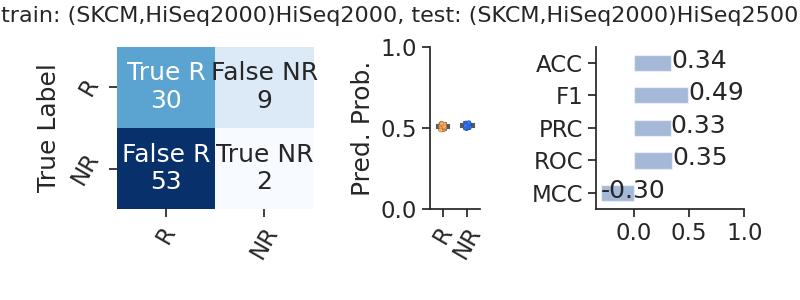 train: (SKCM,HiSeq2000)HiSeq2000, test: (SKCM,HiSeq2000)HiSeq2500
True Label
R
NR
True R
30
False NR
9
False R
53
True NR
2
R
NR
Pred. Prob.
1.0
0.5
0.0
R
NR
ACC
0.34
F1
0.49
PRC
0.33
ROC
0.35
MCC
-0.30
0.0
0.5
1.0